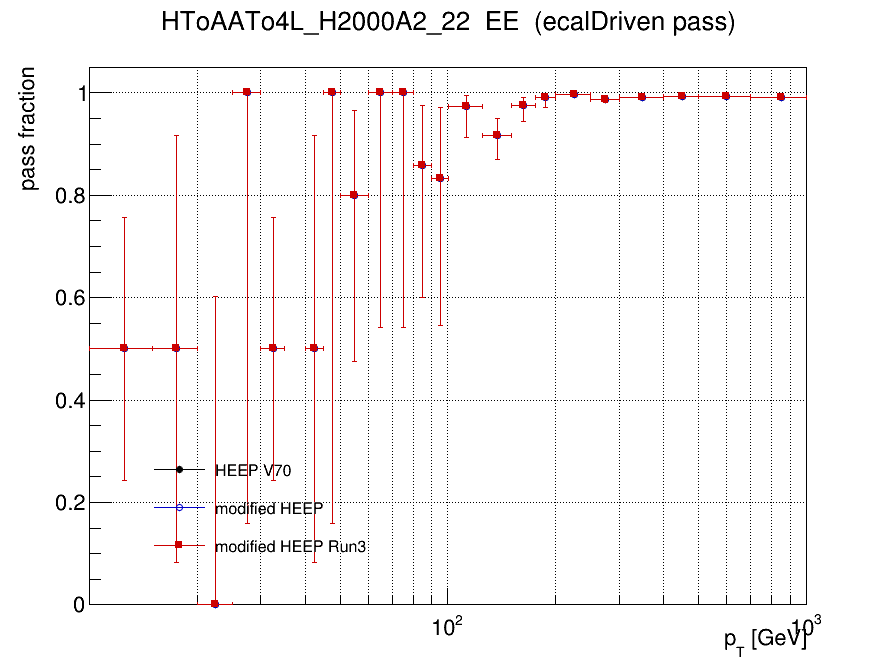 HToAATo4L_H2000A2_22 EE (ecalDriven pass)
pass fraction
1
0.8
0.6
0.4
0.2
0
HEEP V70
modified HEEP
modified HEEP Run3
10²
10³
p_T [GeV]